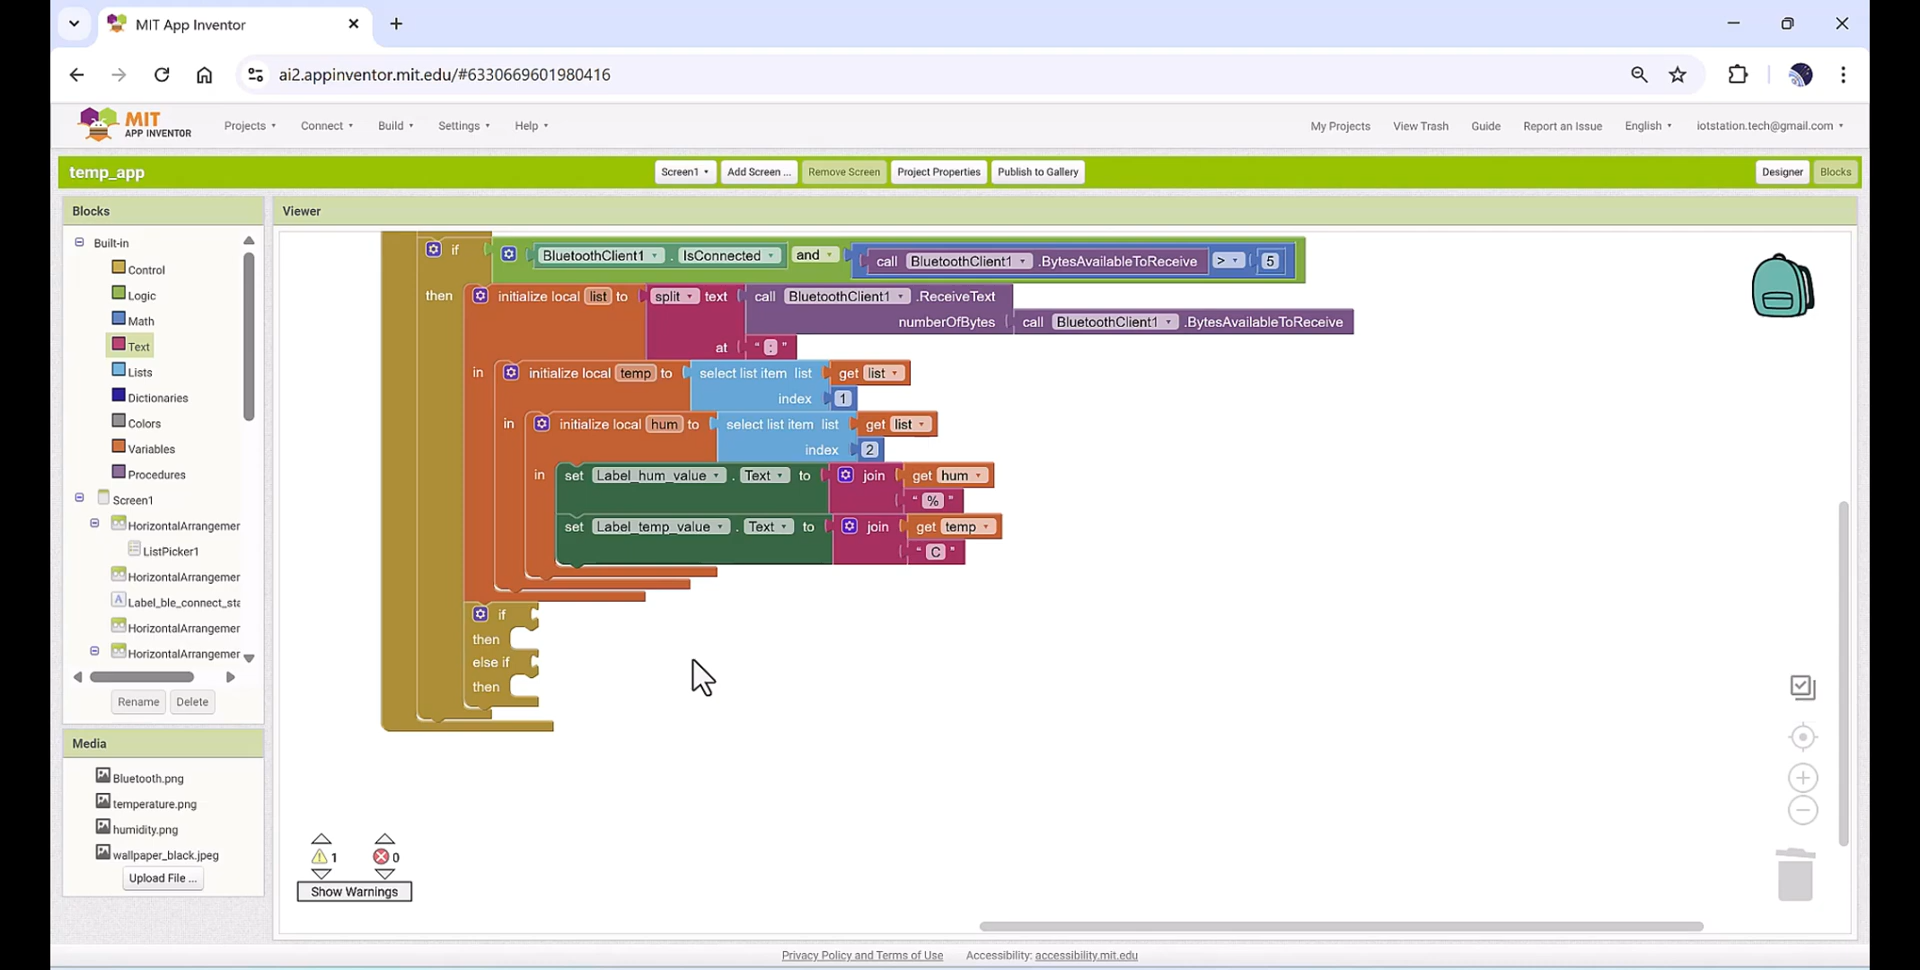 MIT App Inventor
ai2.appinventor.mit.edu/#6330669601980416
MIT
APP INVENTOR
Projects
Connect
Build
Settings
Help
My Projects
View Trash
Guide
Report an Issue
English
iotstation.tech@gmail.com
temp_app
Screen1
Add Screen ...
Remove Screen
Project Properties
Publish to Gallery
Designer
Blocks
Blocks
Built-in
Control
Logic
Math
Text
Lists
Dictionaries
Colors
Variables
Procedures
Screen1
HorizontalArrangemer
ListPicker1
HorizontalArrangemer
Label_ble_connect_sta
HorizontalArrangemer
HorizontalArrangemer
Rename
Delete
Media
Bluetooth.png
temperature.png
humidity.png
wallpaper_black.jpeg
Upload File ...
Viewer
if BluetoothClient1 . IsConnected and call BluetoothClient1 .BytesAvailableToReceive > 5
then initialize local list to split text call BluetoothClient1 .ReceiveText
numberOfBytes call BluetoothClient1 .BytesAvailableToReceive
at " : "
in initialize local temp to select list item list get list
index 1
in initialize local hum to select list item list get list
index 2
in set Label_hum_value . Text to join get hum
" % "
set Label_temp_value . Text to join get temp
" C "
if
then
else if
then
1 0
Show Warnings
Privacy Policy and Terms of Use Accessibility: accessibility.mit.edu